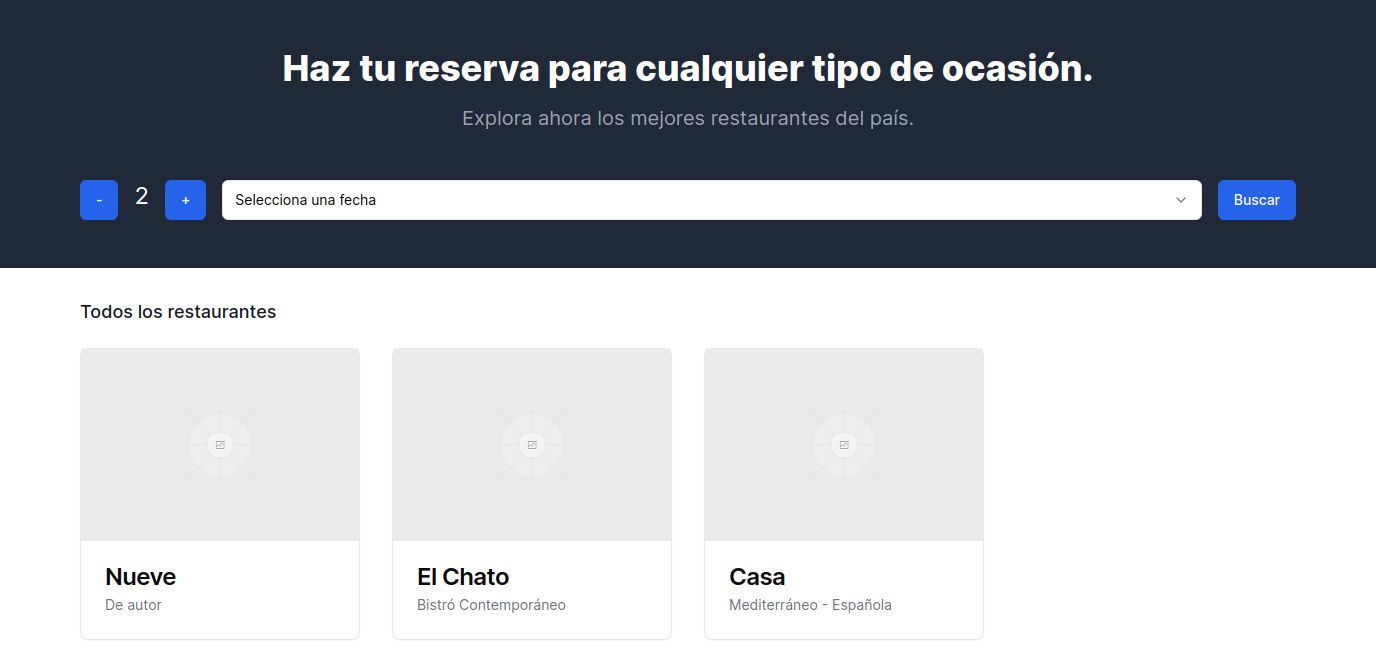 Haz tu reserva para cualquier tipo de ocasión.
Explora ahora los mejores restaurantes del país.
- 2 + Selecciona una fecha Buscar
Todos los restaurantes
Nueve
De autor
El Chato
Bistró Contemporáneo
Casa
Mediterráneo - Española